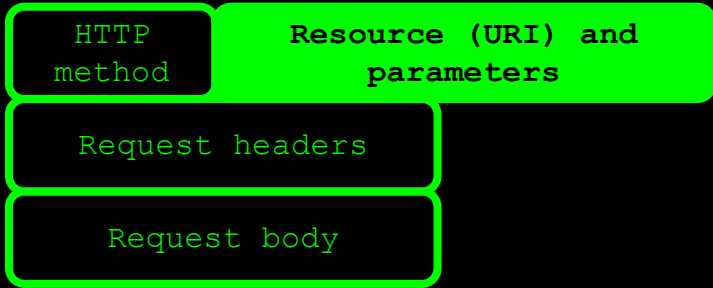 HTTP
method
Resource (URI) and
parameters
Request headers
Request body